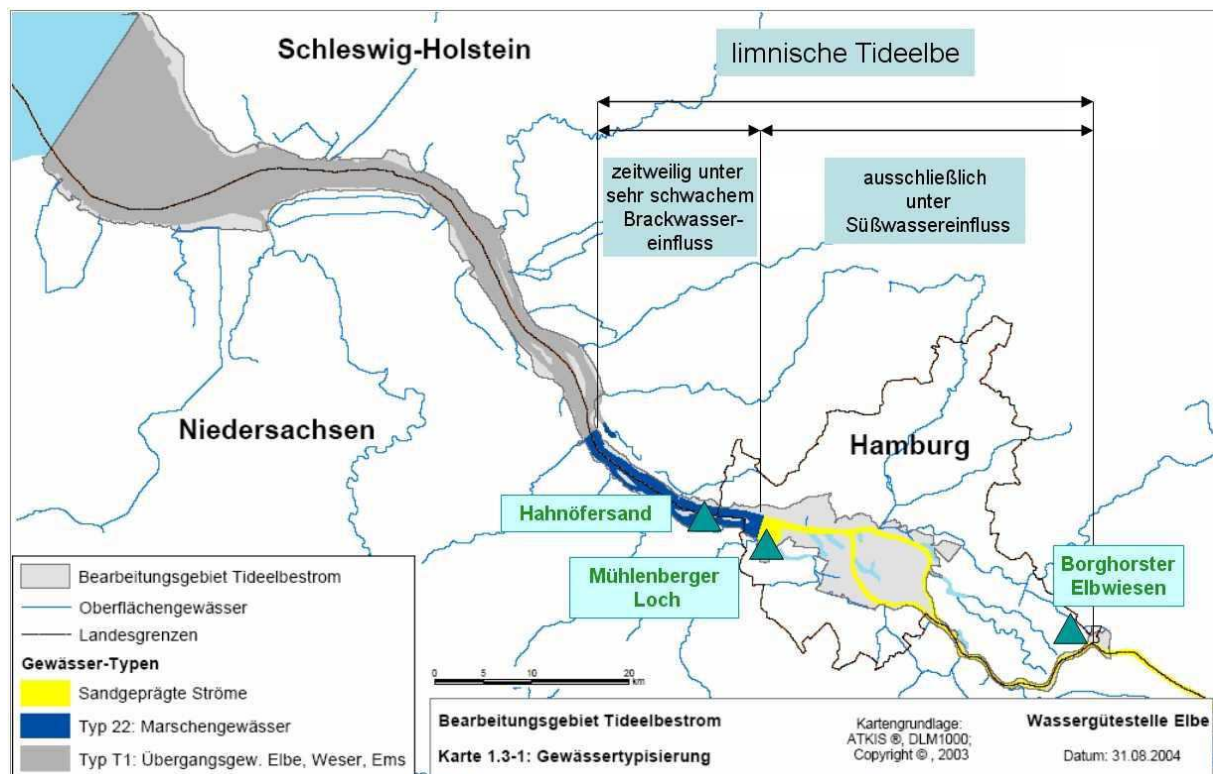 Schleswig-Holstein
limnische Tideelbe
zeitweilig unter
sehr schwachem
Brackwasser-
einfluss
ausschließlich
unter
Süßwassereinfluss
Niedersachsen
Hamburg
Hahnöfersand
Mühlenberger
Loch
Borghorster
Elbwiesen
Bearbeitungsgebiet Tideelbestrom
Oberflächengewässer
Landesgrenzen
Gewässer-Typen
Sandgeprägte Ströme
Typ 22: Marschengewässer
Typ T1: Übergangsgew. Elbe, Weser, Ems
0 5 10 20
km
Bearbeitungsgebiet Tideelbestrom
Karte 1.3-1: Gewässertypisierung
Kartengrundlage:
ATKIS ®, DLM1000;
Copyright © , 2003
Wassergütestelle Elbe
Datum: 31.08.2004